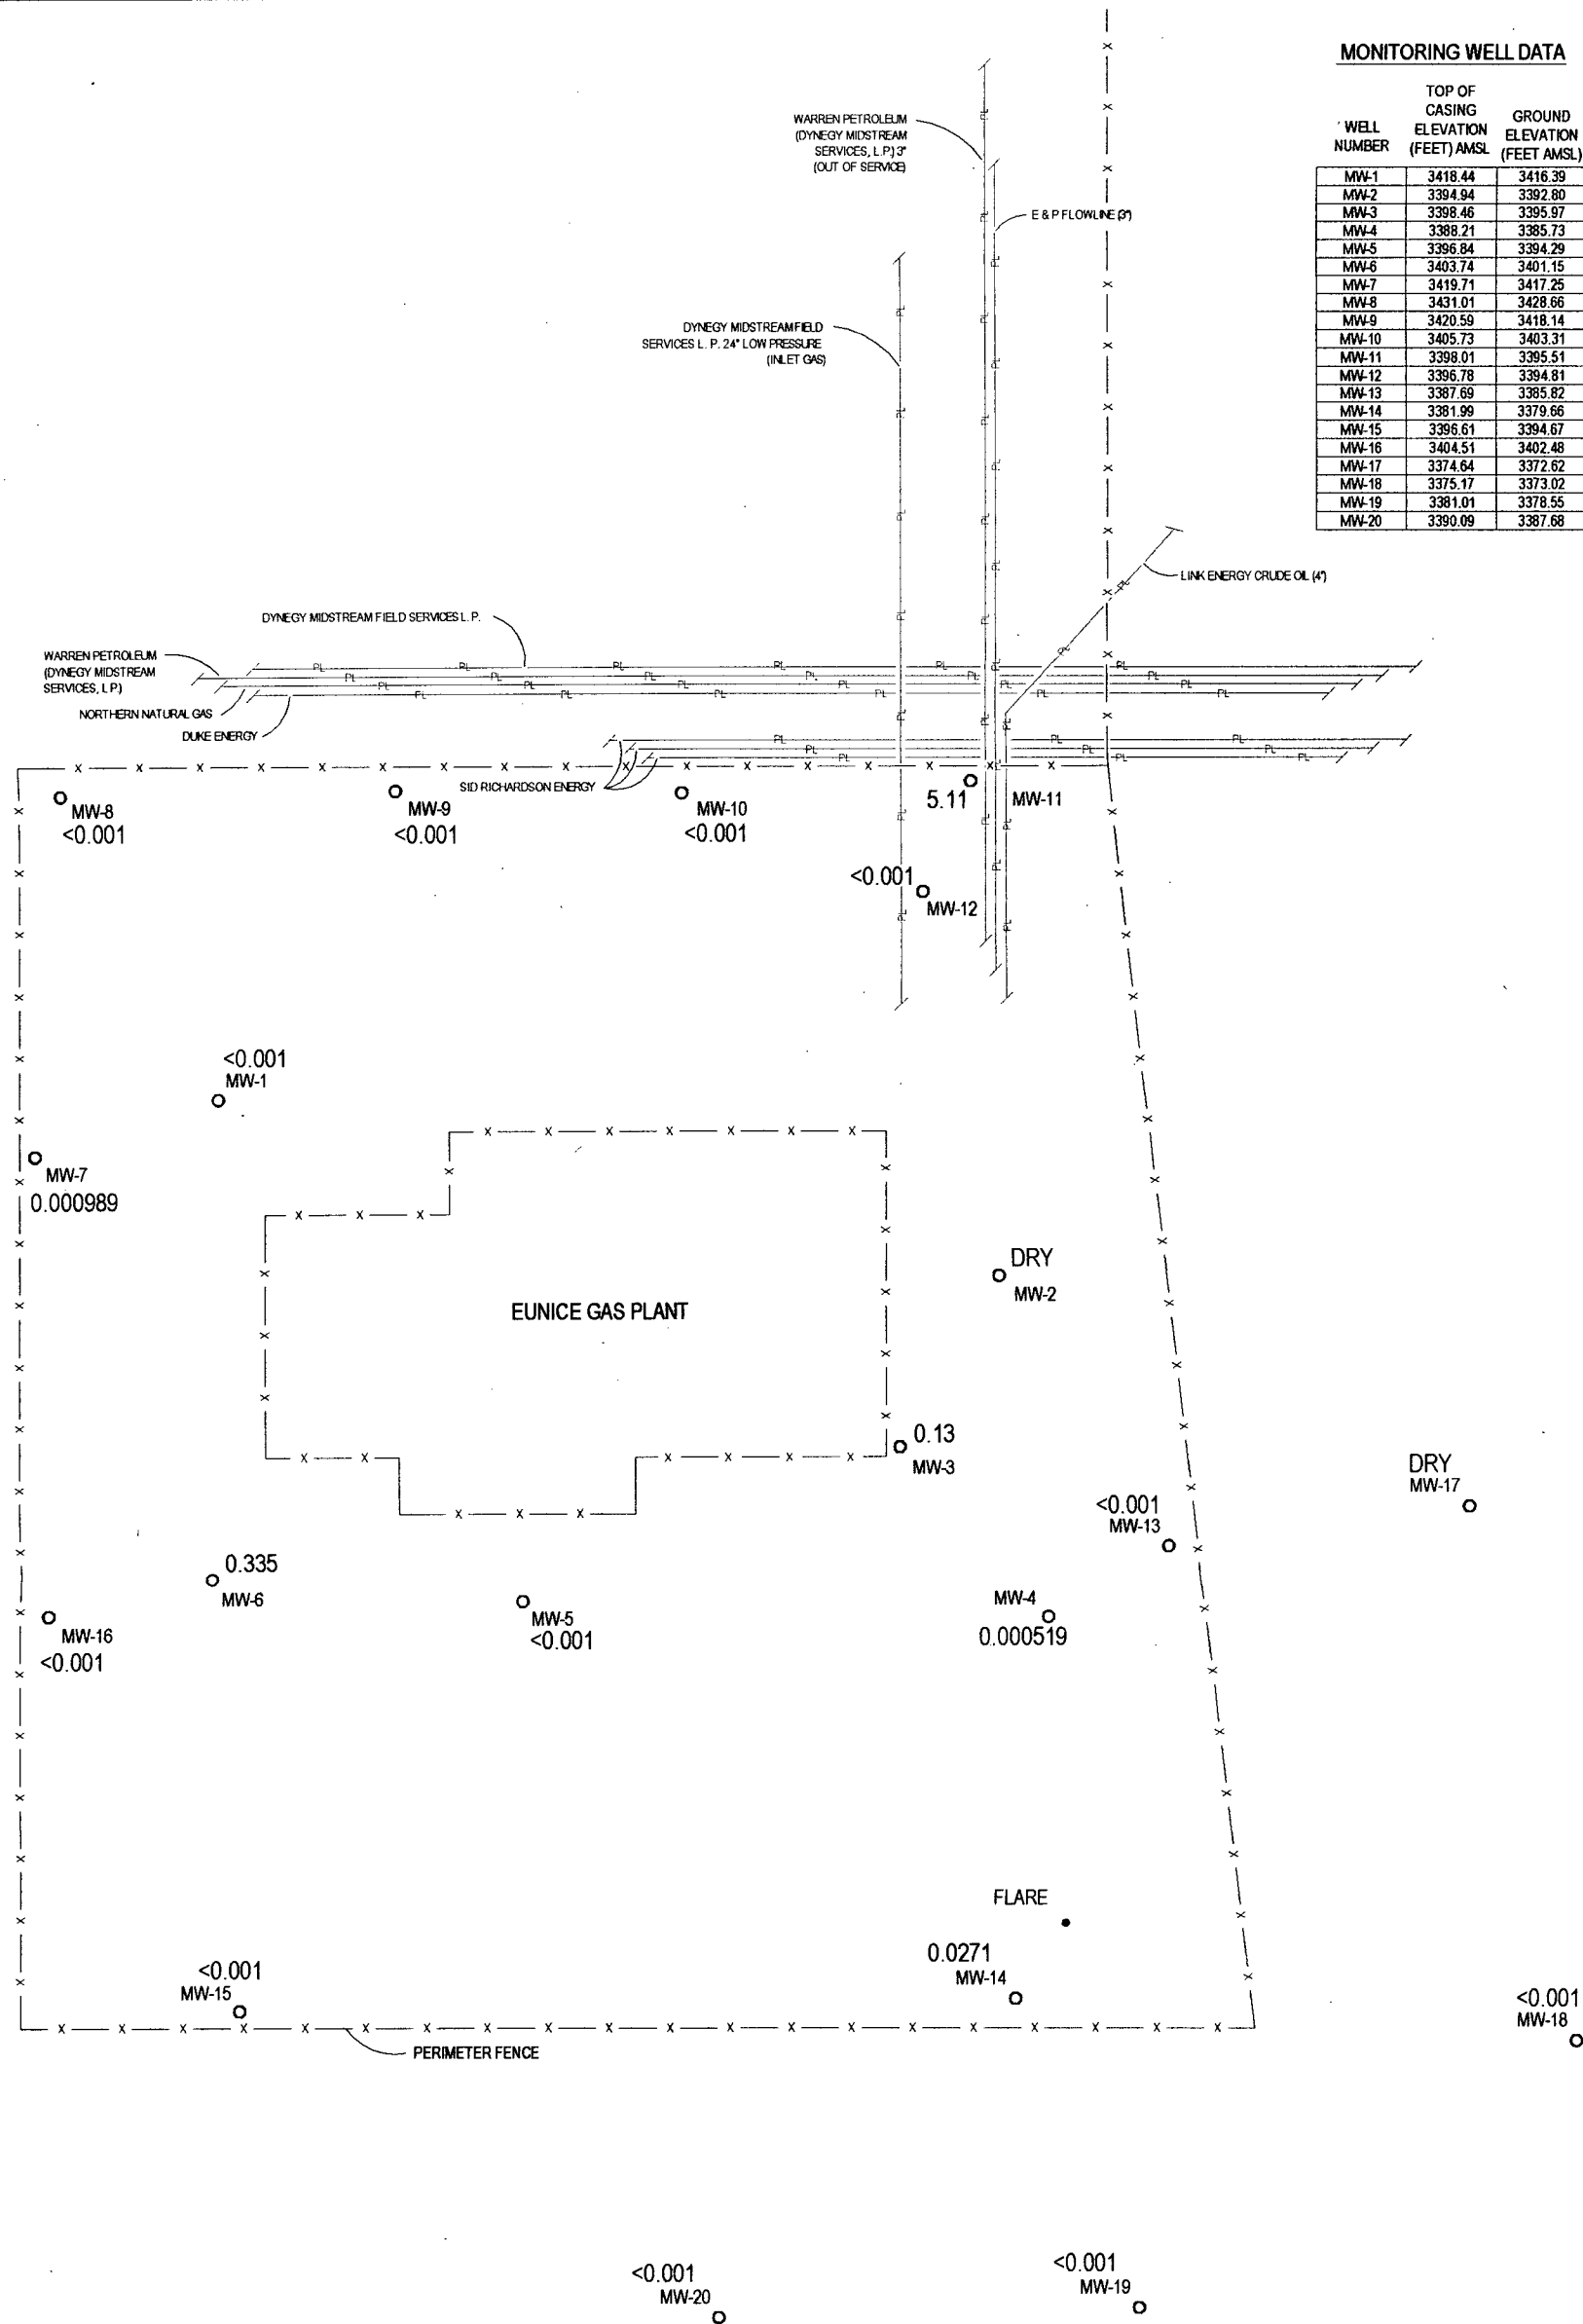 MONITORING WELL DATA
WELL NUMBER
TOP OF CASING ELEVATION (FEET) AMSL
GROUND ELEVATION (FEET AMSL)
MW-1 3418.44 3416.39
MW-2 3394.94 3392.80
MW-3 3398.46 3395.97
MW-4 3388.21 3385.73
MW-5 3396.84 3394.29
MW-6 3403.74 3401.15
MW-7 3419.71 3417.25
MW-8 3431.01 3428.66
MW-9 3420.59 3418.14
MW-10 3405.73 3403.31
MW-11 3398.01 3395.51
MW-12 3396.78 3394.81
MW-13 3387.69 3385.82
MW-14 3381.99 3379.66
MW-15 3396.61 3394.67
MW-16 3404.51 3402.48
MW-17 3374.64 3372.62
MW-18 3375.17 3373.02
MW-19 3381.01 3378.55
MW-20 3390.09 3387.68
WARREN PETROLEUM
(DYNEGY MIDSTREAM
SERVICES, L.P.) 3"
(OUT OF SERVICE)
E & P FLOWLINE (3")
DYNEGY MIDSTREAM FIELD
SERVICES L. P. 24" LOW PRESSURE
(INLET GAS)
LINK ENERGY CRUDE OIL (4")
DYNEGY MIDSTREAM FIELD SERVICES L. P.
WARREN PETROLEUM
(DYNEGY MIDSTREAM
SERVICES, L.P.)
NORTHERN NATURAL GAS
DUKE ENERGY
SID RICHARDSON ENERGY
MW-8
<0.001
MW-9
<0.001
MW-10
<0.001
5.11
MW-11
<0.001
MW-12
<0.001
MW-1
MW-7
0.000989
EUNICE GAS PLANT
DRY
MW-2
0.13
MW-3
DRY
MW-17
<0.001
MW-13
0.335
MW-6
MW-5
<0.001
MW-4
0.000519
MW-16
<0.001
FLARE
0.0271
MW-14
<0.001
MW-15
<0.001
MW-18
PERIMETER FENCE
<0.001
MW-20
<0.001
MW-19